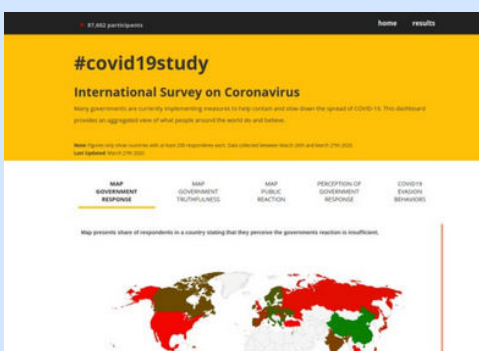 87,602 participants
home results
#covid19study
International Survey on Coronavirus
Many governments are currently implementing measures to help contain and slow down the spread of COVID-19. This dashboard
provides an aggregated view of what people around the world do and believe.
Note: Figures only show countries with at least 200 respondents each. Data collected between March 20th and March 27th 2020.
Last Updated: March 27th 2020
MAP GOVERNMENT RESPONSE
MAP GOVERNMENT TRUTHFULNESS
MAP PUBLIC REACTION
PERCEPTION OF GOVERNMENT RESPONSE
COVID19 EVASION BEHAVIORS
Map presents share of respondents in a country stating that they perceive the governments reaction is insufficient.